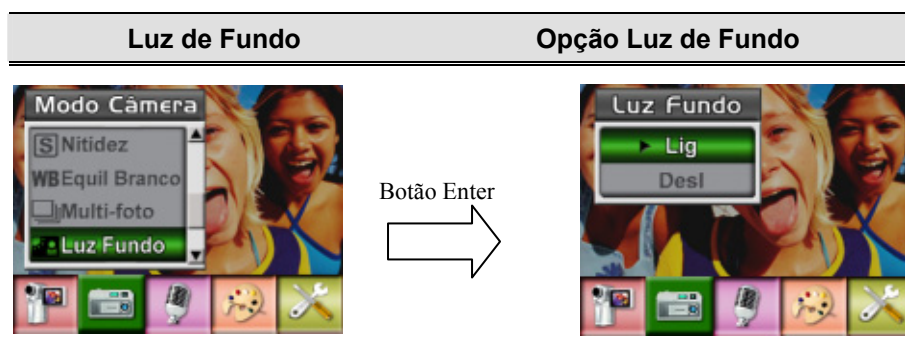 Luz de Fundo
Opção Luz de Fundo
Modo Câmera
S Nitidez
WB Equil Branco
Multi-foto
Luz Fundo
Botão Enter
Luz Fundo
Lig
Desl